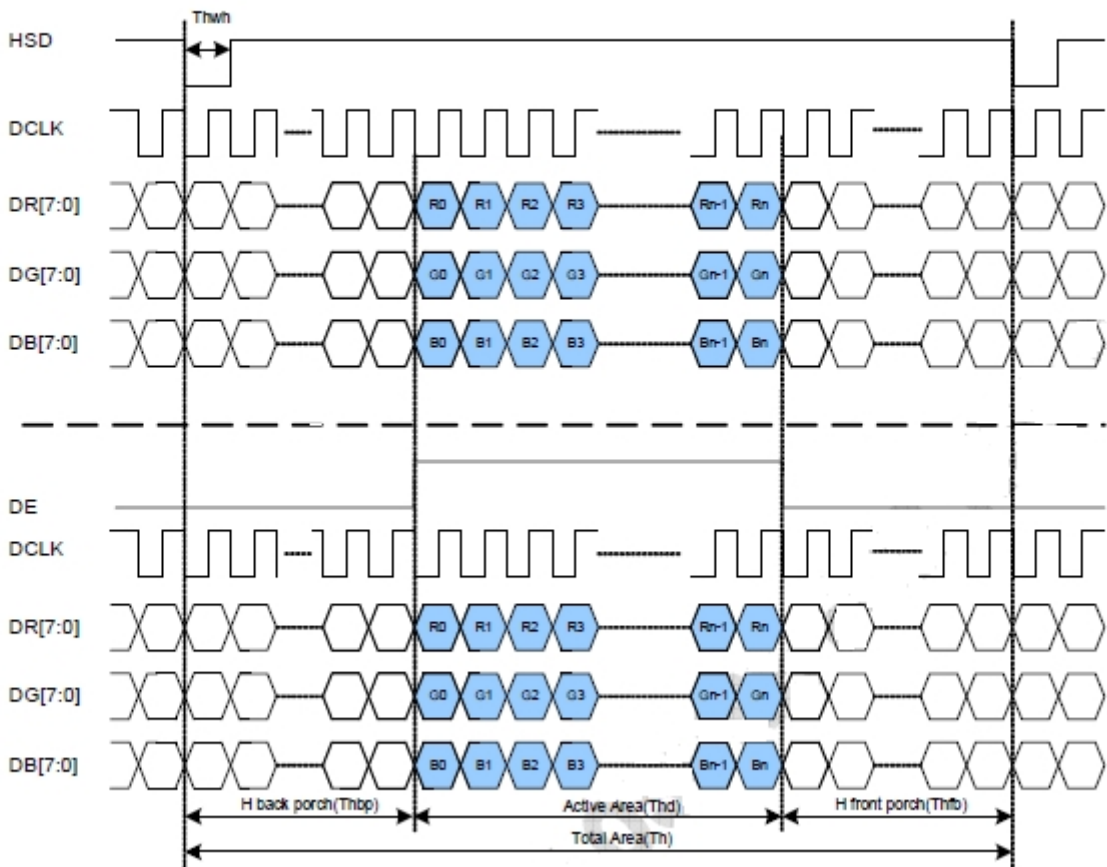 Thwh
HSD
DCLK
DR[7:0] R0 R1 R2 R3 Rn-1 Rn
DG[7:0] G0 G1 G2 G3 Gn-1 Gn
DB[7:0] B0 B1 B2 B3 Bn-1 Bn
DE
DCLK
DR[7:0] R0 R1 R2 R3 Rn-1 Rn
DG[7:0] G0 G1 G2 G3 Gn-1 Gn
DB[7:0] B0 B1 B2 B3 Bn-1 Bn
H back porch(Thbp) Active Area(Thd) H front porch(Thfb)
Total Area(Th)